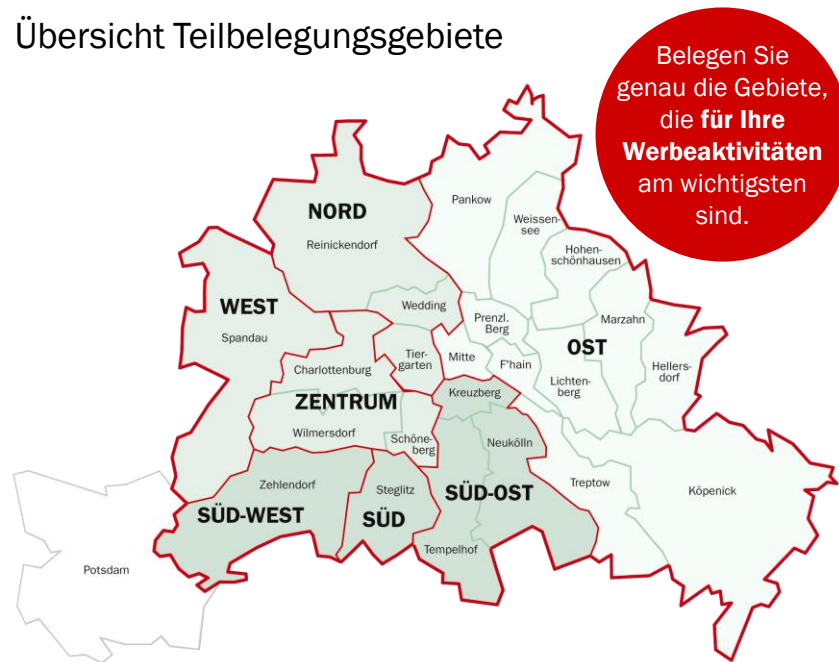 Übersicht Teilbelegungsgebiete
Belegen Sie
genau die Gebiete,
die für Ihre
Werbeaktivitäten
am wichtigsten
sind.
NORD
Reinickendorf
Pankow
Weissen-
see
Hohen-
schönhausen
WEST
Spandau
Wedding
Prenzl.
Berg
Marzahn
OST
Charlottenburg
Tier-
garten
Mitte
F'hain
Lichten-
berg
Hellers-
dorf
ZENTRUM
Wilmersdorf
Schöne-
berg
Kreuzberg
Neukölln
Zehlendorf
SÜD-WEST
Steglitz
SÜD
SÜD-OST
Tempelhof
Treptow
Köpenick
Potsdam